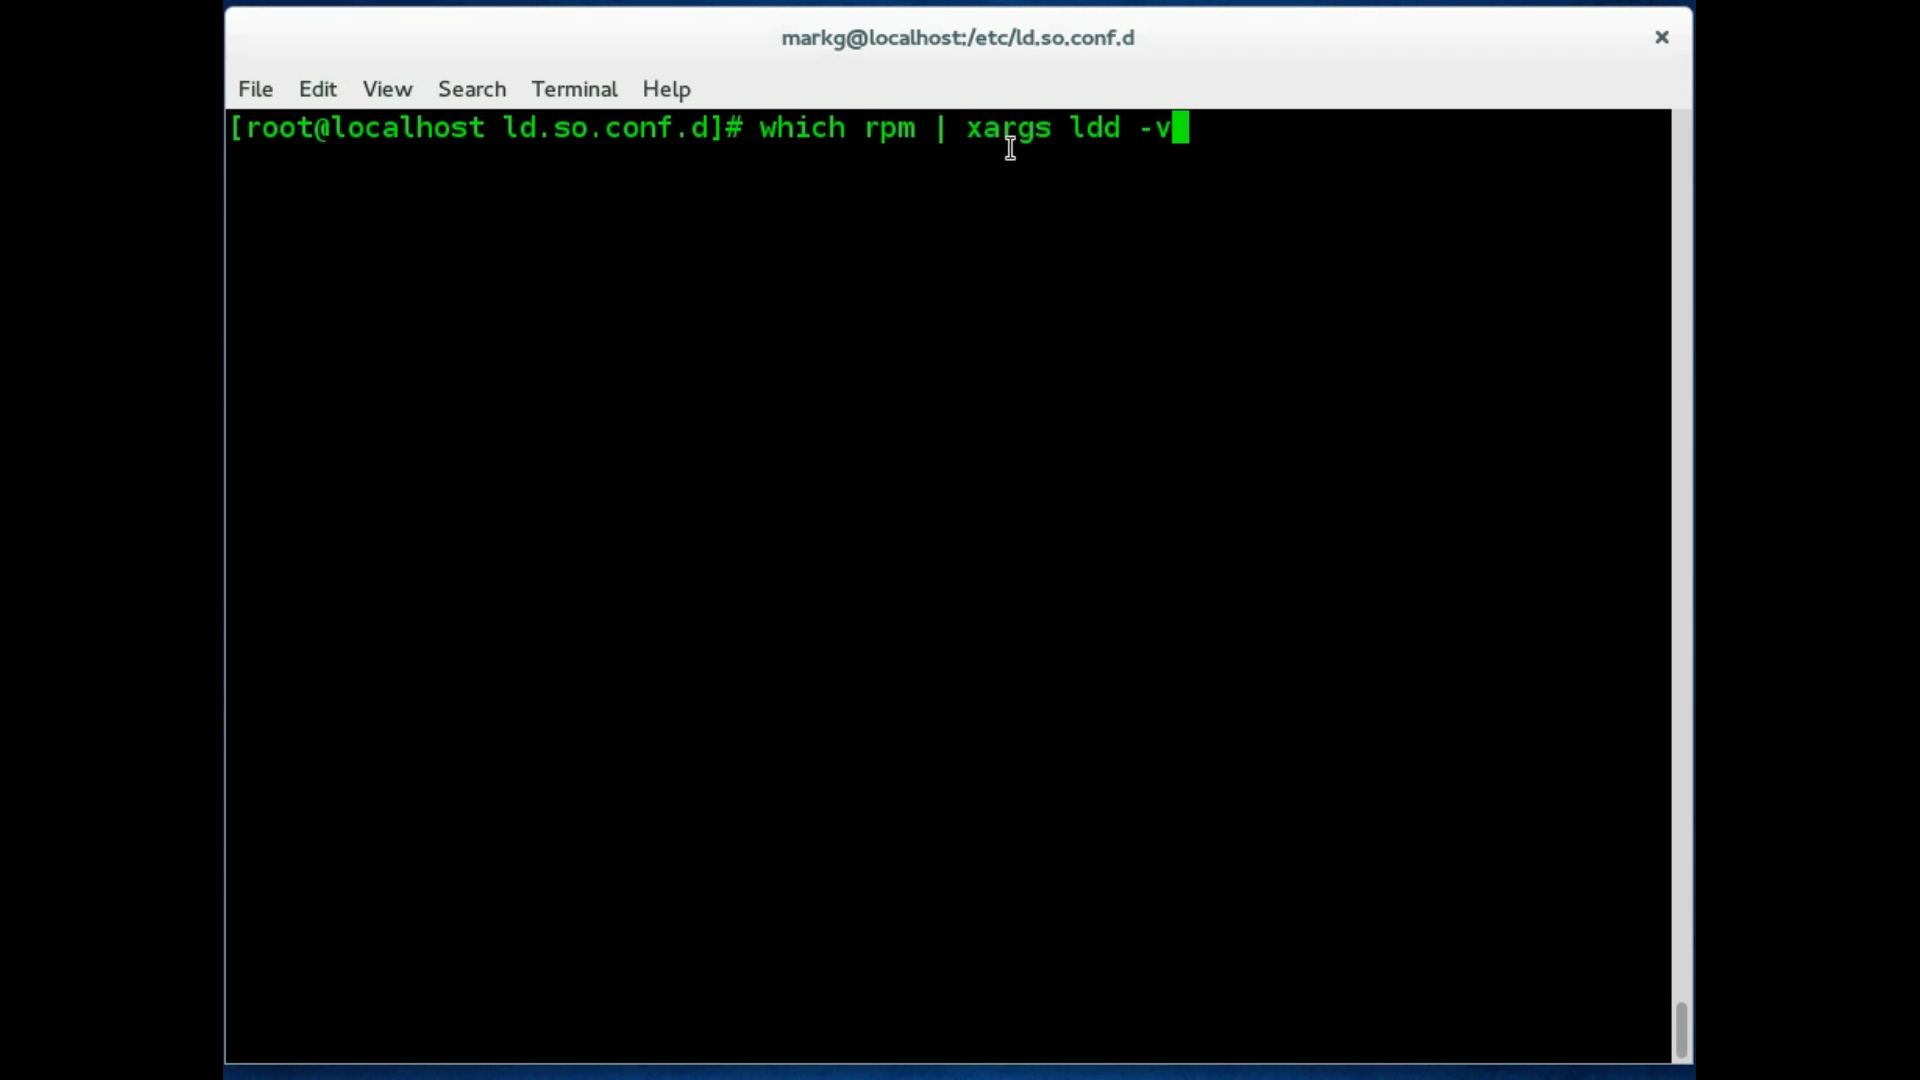 markg@localhost:/etc/ld.so.conf.d
File Edit View Search Terminal Help
[root@localhost ld.so.conf.d]# which rpm | xargs ldd -v